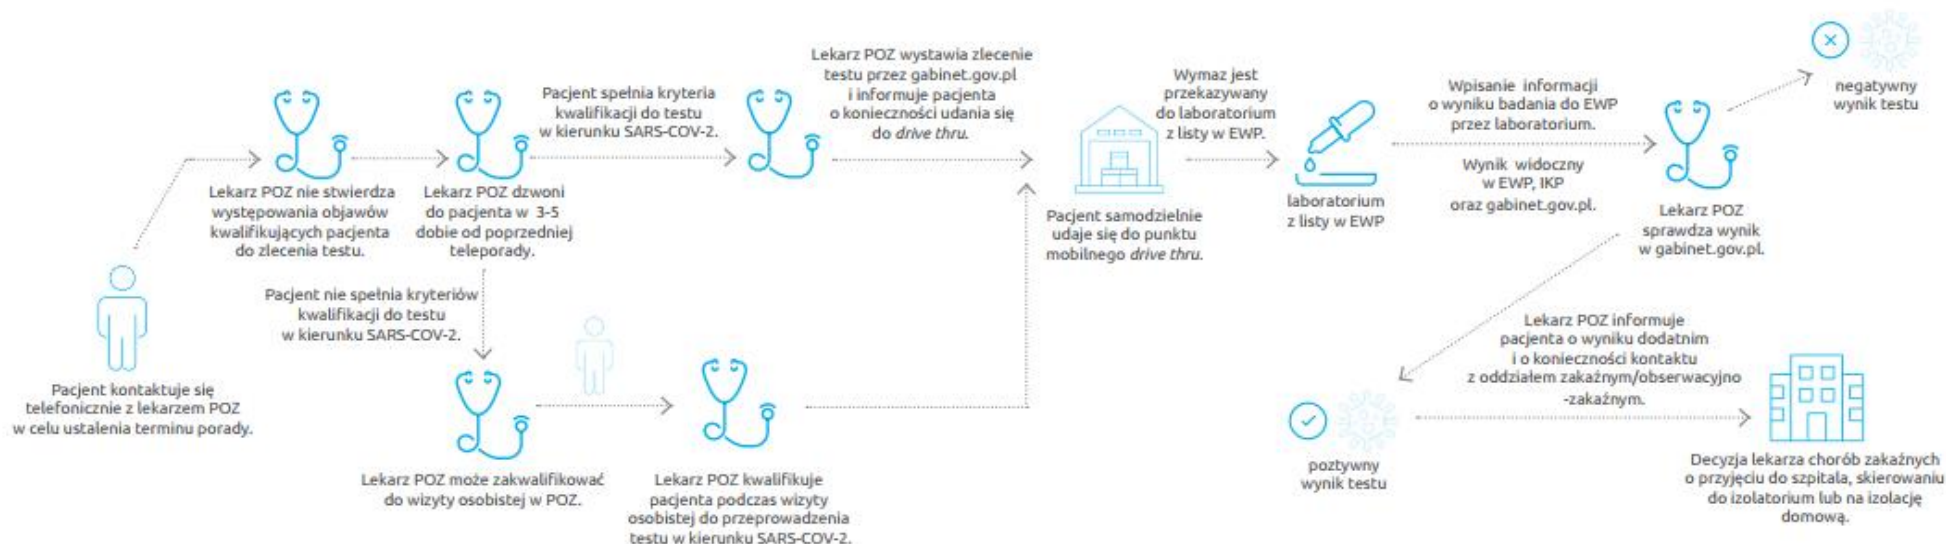 Pacjent kontaktuje się
telefonicznie z lekarzem POZ
w celu ustalenia terminu porady.
Lekarz POZ nie stwierdza
występowania objawów
kwalifikujących pacjenta
do zlecenia testu.
Lekarz POZ dzwoni
do pacjenta w 3-5
dobie od poprzedniej
teleporady.
Pacjent spełnia kryteria
kwalifikacji do testu
w kierunku SARS-COV-2.
Lekarz POZ wystawia zlecenie
testu przez gabinet.gov.pl
i informuje pacjenta
o konieczności udania się
do drive thru.
Pacjent nie spełnia kryteriów
kwalifikacji do testu
w kierunku SARS-COV-2.
Lekarz POZ może zakwalifikować
do wizyty osobistej w POZ.
Lekarz POZ kwalifikuje
pacjenta podczas wizyty
osobistej do przeprowadzenia
testu w kierunku SARS-COV-2.
Pacjent samodzielnie
udaje się do punktu
mobilnego drive thru.
Wymaz jest
przekazywany
do laboratorium
z listy w EWP.
laboratorium
z listy w EWP
Wpisanie informacji
o wyniku badania do EWP
przez laboratorium.
Wynik widoczny
w EWP, IKP
oraz gabinet.gov.pl.
Lekarz POZ
sprawdza wynik
w gabinet.gov.pl.
negatywny
wynik testu
poztywny
wynik testu
Lekarz POZ informuje
pacjenta o wyniku dodatnim
i o konieczności kontaktu
z oddziałem zakaźnym/obserwacyjno
-zakaźnym.
Decyzja lekarza chorób zakaźnych
o przyjęciu do szpitala, skierowaniu
do izolatorium lub na izolację
domową.